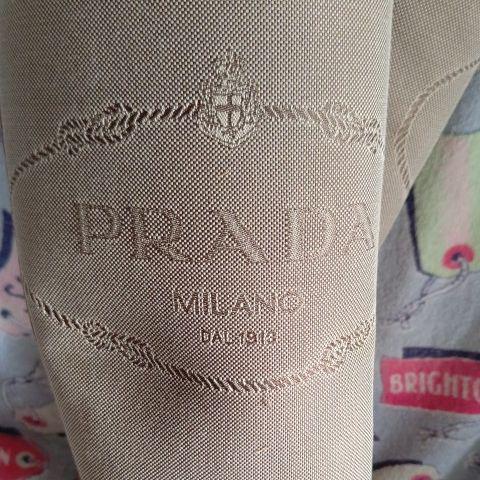 PRADA
MILANO
DAL 1913
BRIGHTO